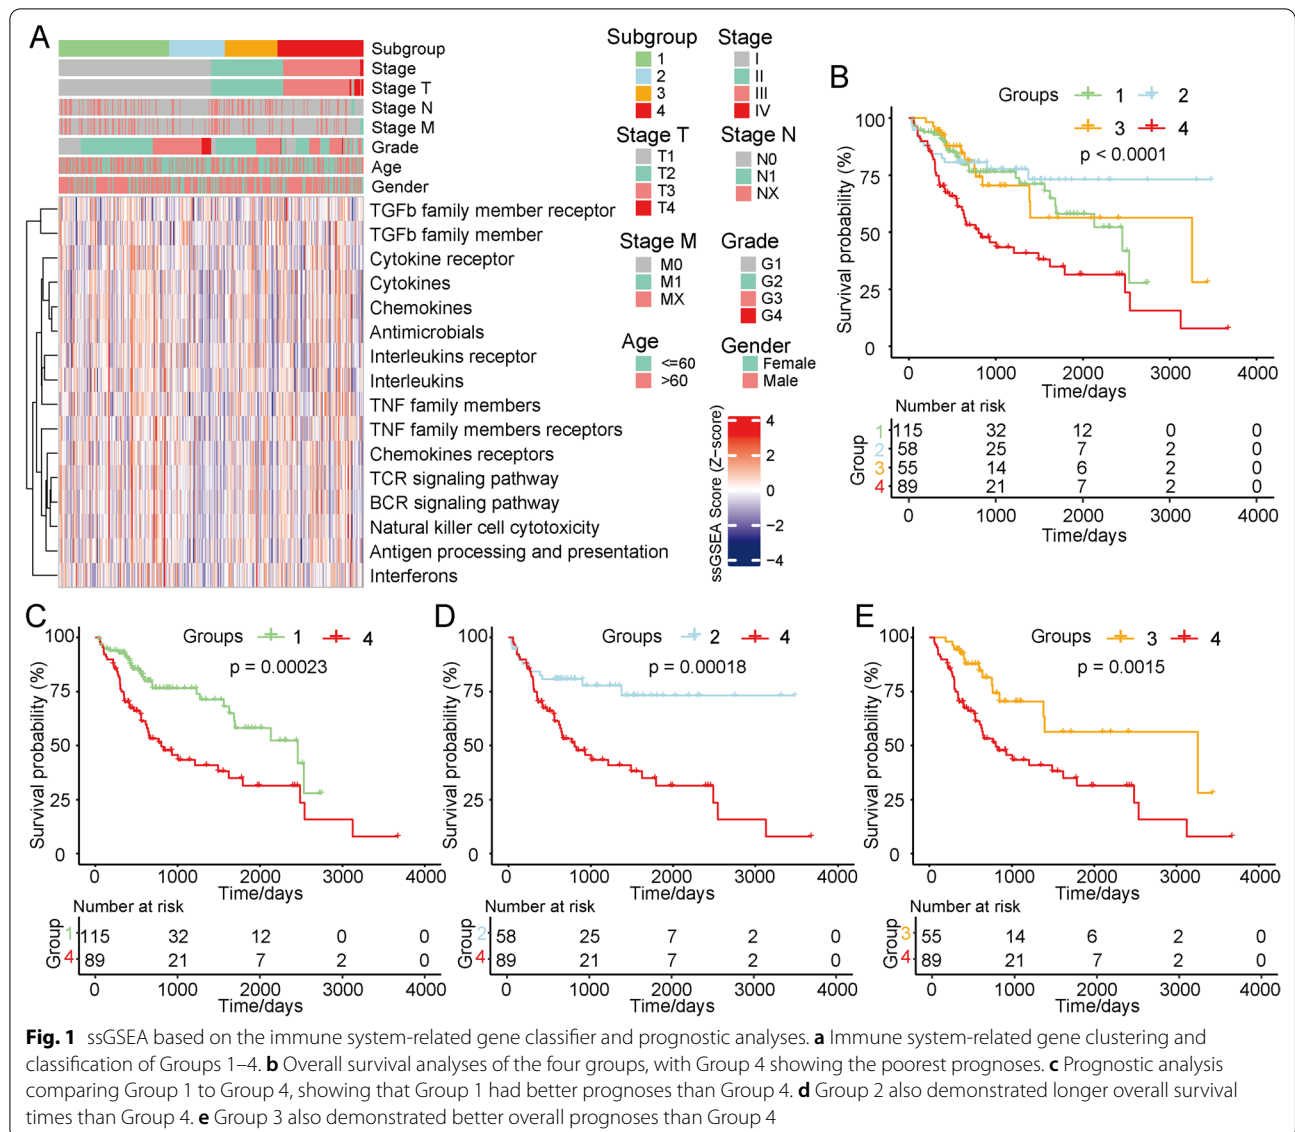 A
Subgroup
Stage
Stage T
Stage N
Stage M
Grade
Age
Gender
TGFb family member receptor
TGFb family member
Cytokine receptor
Cytokines
Chemokines
Antimicrobials
Interleukins receptor
Interleukins
TNF family members
TNF family members receptors
Chemokines receptors
TCR signaling pathway
BCR signaling pathway
Natural killer cell cytotoxicity
Antigen processing and presentation
Interferons
Subgroup
1
2
3
4
Stage
I
II
III
IV
Stage T
T1
T2
T3
T4
Stage N
N0
N1
NX
Stage M
M0
M1
MX
Grade
G1
G2
G3
G4
Age
<=60
>60
Gender
Female
Male
ssGSEA Score (Z−score)
4
2
0
−2
−4
B
Groups 1 2
3 4
p < 0.0001
Survival probability (%)
100
75
50
25
0
0 1000 2000 3000 4000
Time/days
Number at risk
Group
1 115 32 12 0 0
2 58 25 7 2 0
3 55 14 6 2 0
4 89 21 7 2 0
0 1000 2000 3000 4000
Time/days
C
Groups 1 4
p = 0.00023
Survival probability (%)
100
75
50
25
0
0 1000 2000 3000 4000
Time/days
Number at risk
Group
1 115 32 12 0 0
4 89 21 7 2 0
0 1000 2000 3000 4000
Time/days
D
Groups 2 4
p = 0.00018
Survival probability (%)
100
75
50
25
0
0 1000 2000 3000 4000
Time/days
Number at risk
Group
2 58 25 7 2 0
4 89 21 7 2 0
0 1000 2000 3000 4000
Time/days
E
Groups 3 4
p = 0.0015
Survival probability (%)
100
75
50
25
0
0 1000 2000 3000 4000
Time/days
Number at risk
Group
3 55 14 6 2 0
4 89 21 7 2 0
0 1000 2000 3000 4000
Time/days
Fig. 1 ssGSEA based on the immune system-related gene classifier and prognostic analyses. a Immune system-related gene clustering and
classification of Groups 1–4. b Overall survival analyses of the four groups, with Group 4 showing the poorest prognoses. c Prognostic analysis
comparing Group 1 to Group 4, showing that Group 1 had better prognoses than Group 4. d Group 2 also demonstrated longer overall survival
times than Group 4. e Group 3 also demonstrated better overall prognoses than Group 4